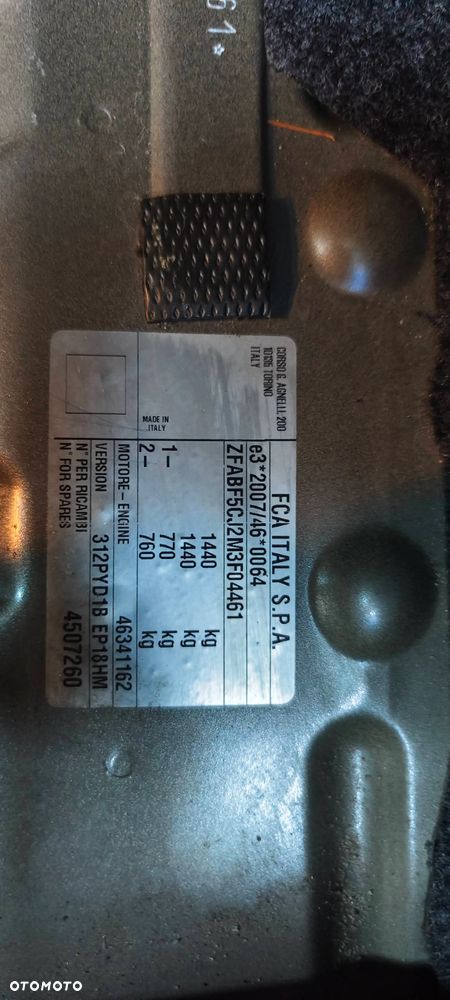 61*
CORSO G. AGNELLI, 200
10135 TORINO
ITALY
MADE IN
ITALY
FCA ITALY S.P.A.
e3*2007/46*0064
ZFABF5CJ2M3F04461
1440 kg
1440 kg
1– 770 kg
2– 760 kg
MOTORE–ENGINE 46341162
VERSION 312PYD1B EP18HM
N° PER RICAMBI
N° FOR SPARES 4507260
OTOMOTO